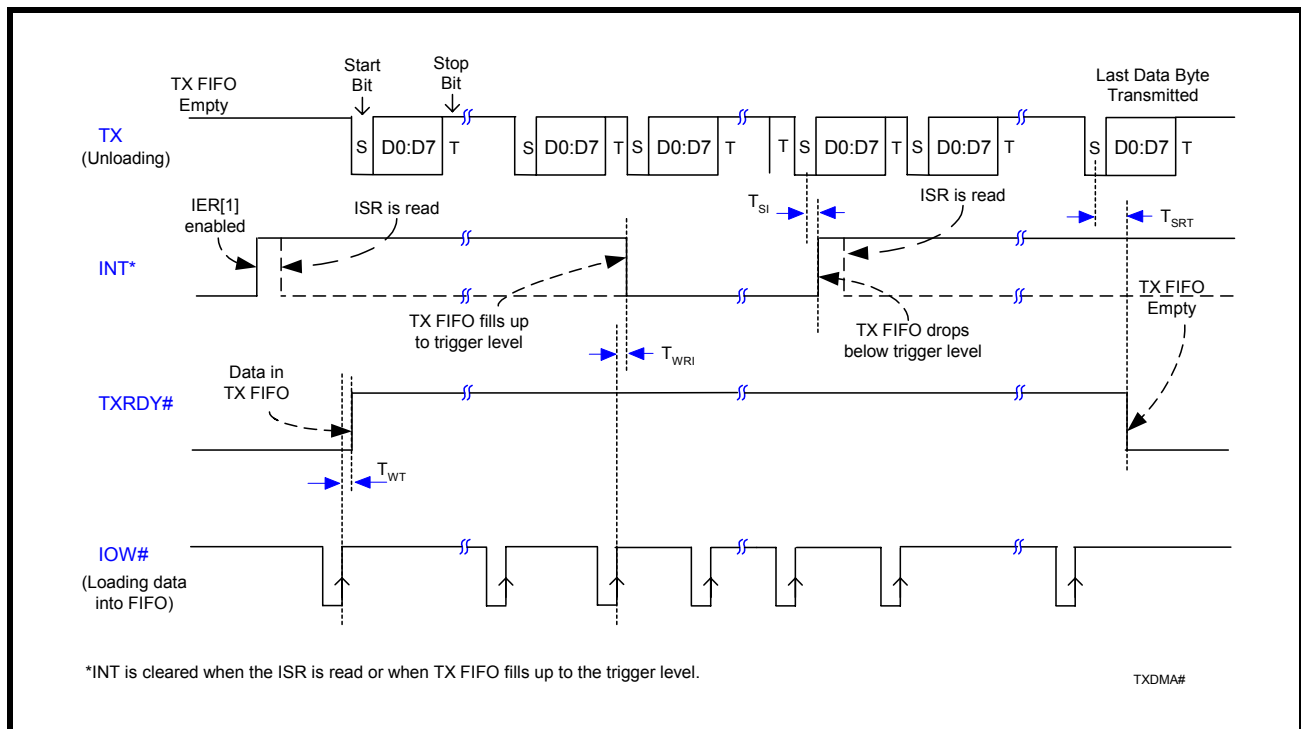 Start
Bit
Stop
Bit
TX FIFO
Empty
Last Data Byte
Transmitted
TX
(Unloading)
S D0:D7 T S D0:D7 T S D0:D7 T T S D0:D7 T S D0:D7 T S D0:D7 T
IER[1]
enabled
ISR is read
TSI
ISR is read
TSRT
INT*
TX FIFO fills up
to trigger level
TX FIFO drops
below trigger level
TX FIFO
Empty
TWRI
Data in
TX FIFO
TXRDY#
TWT
IOW#
(Loading data
into FIFO)
*INT is cleared when the ISR is read or when TX FIFO fills up to the trigger level.
TXDMA#